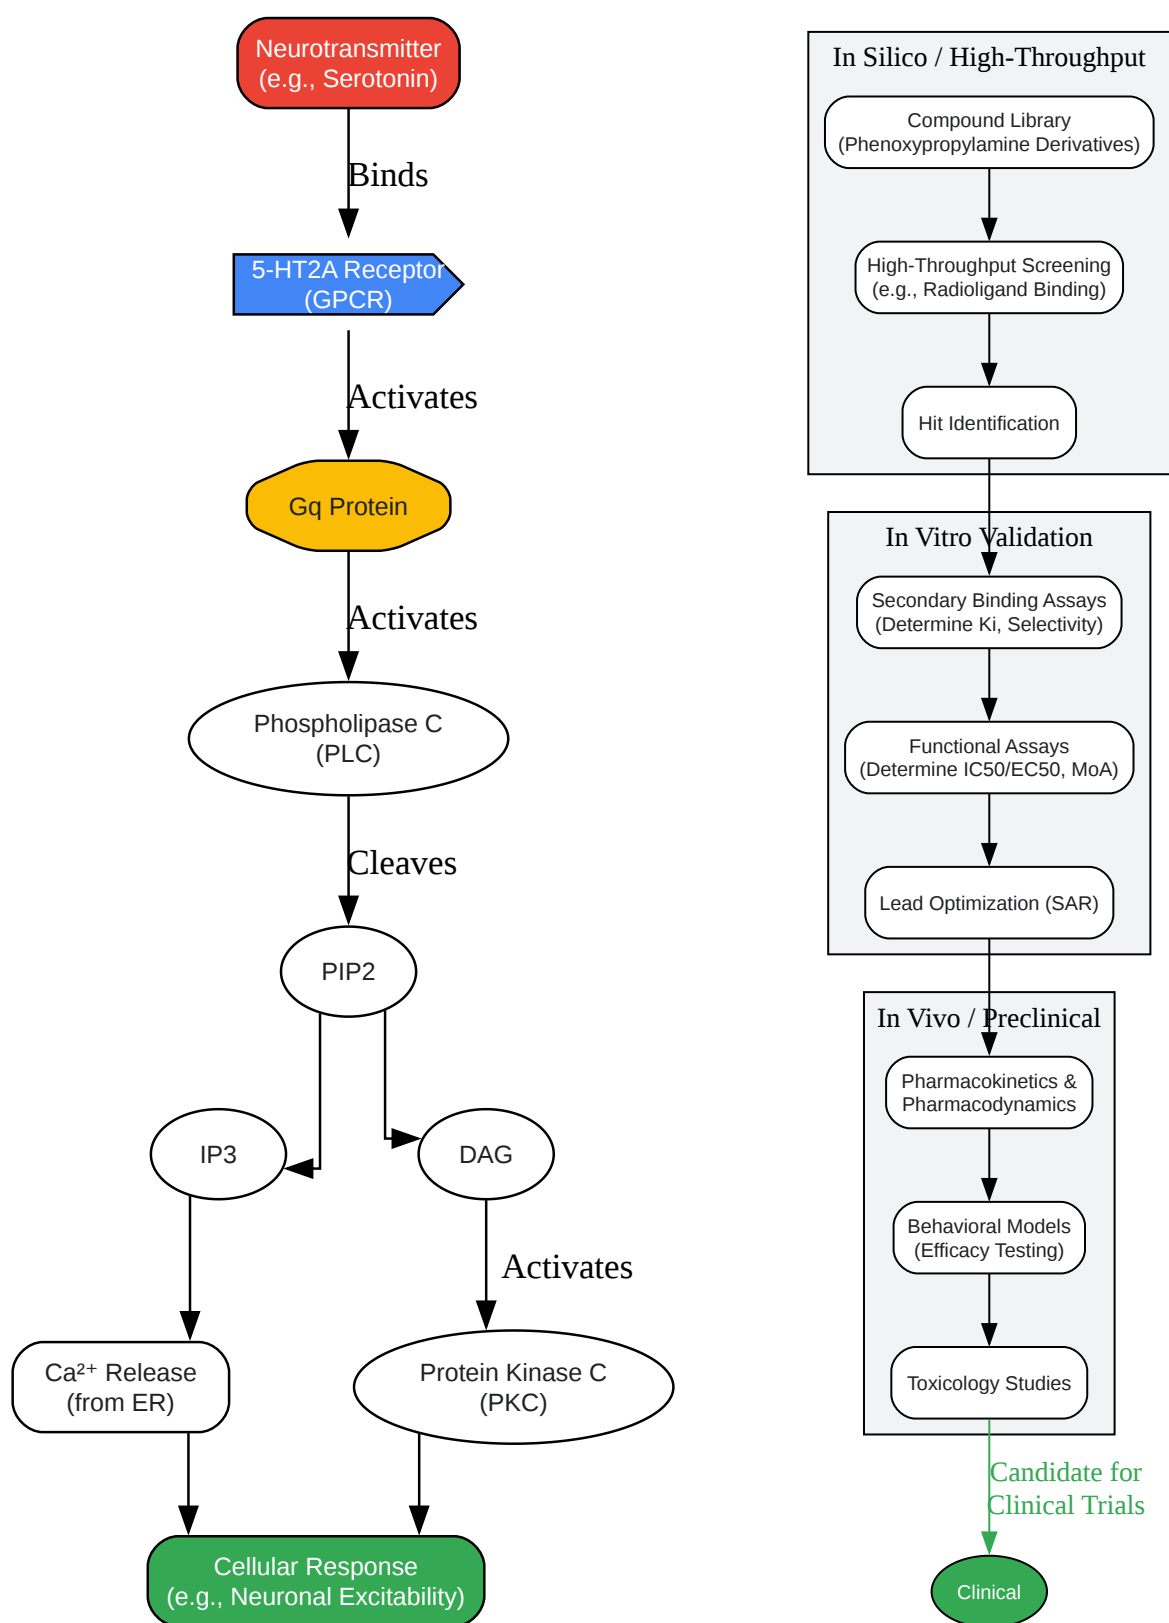 Neurotransmitter
(e.g., Serotonin)
Binds
5-HT2A Receptor
(GPCR)
Activates
Gq Protein
Activates
Phospholipase C
(PLC)
Cleaves
PIP2
IP3
DAG
Activates
Ca²⁺ Release
(from ER)
Protein Kinase C
(PKC)
Cellular Response
(e.g., Neuronal Excitability)
In Silico / High-Throughput
Compound Library
(Phenoxypropylamine Derivatives)
High-Throughput Screening
(e.g., Radioligand Binding)
Hit Identification
In Vitro Validation
Secondary Binding Assays
(Determine Ki, Selectivity)
Functional Assays
(Determine IC50/EC50, MoA)
Lead Optimization (SAR)
In Vivo / Preclinical
Pharmacokinetics &
Pharmacodynamics
Behavioral Models
(Efficacy Testing)
Toxicology Studies
Candidate for
Clinical Trials
Clinical